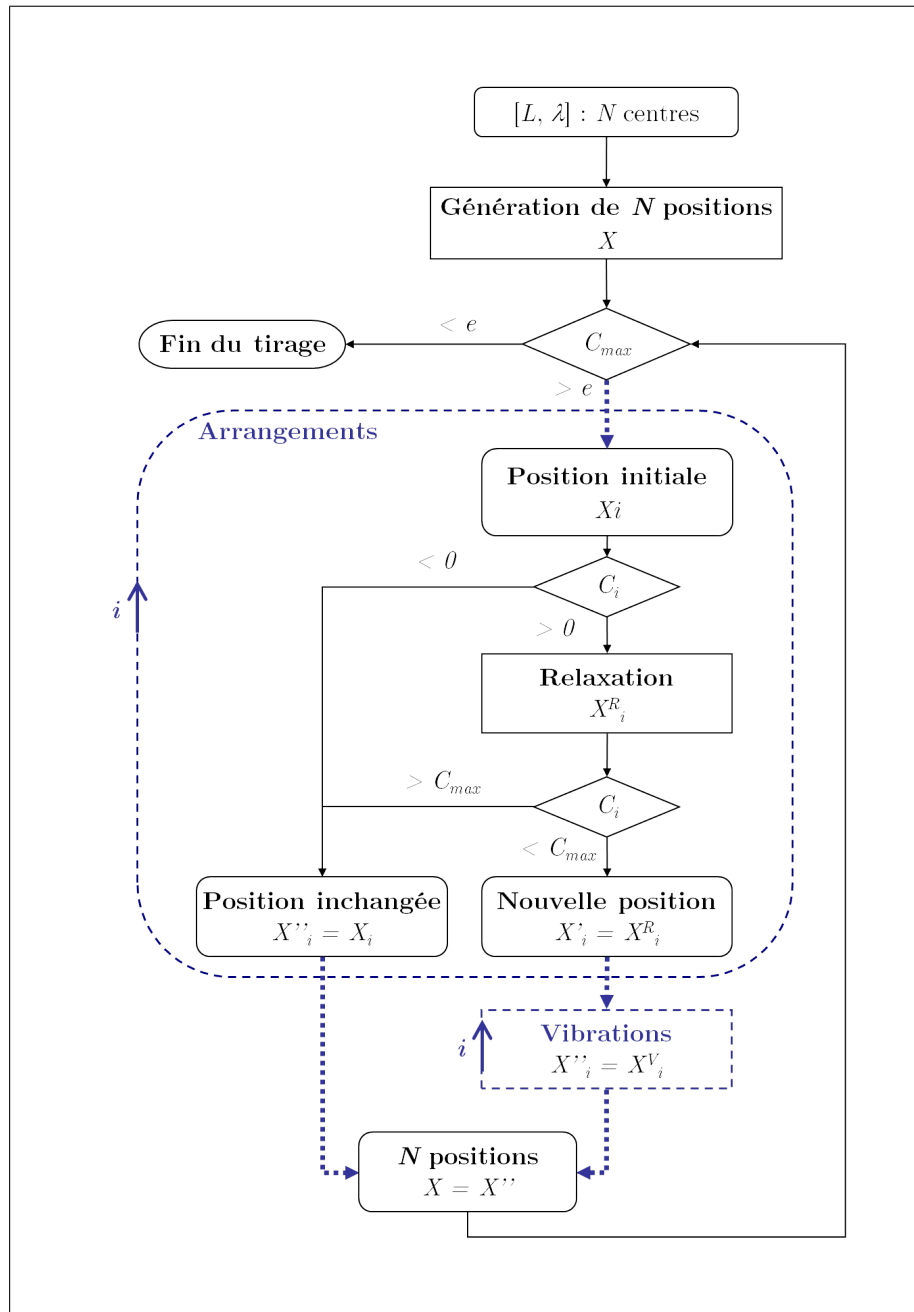 [L, λ] : N centres
Génération de N positions
X
< e
Fin du tirage
C_max
> e
Arrangements
Position initiale
Xi
< 0
C_i
i
> 0
Relaxation
X^R_i
> C_max
C_i
< C_max
Position inchangée
X’’_i = X_i
Nouvelle position
X’_i = X^R_i
i
Vibrations
X’’_i = X^V_i
N positions
X = X’’